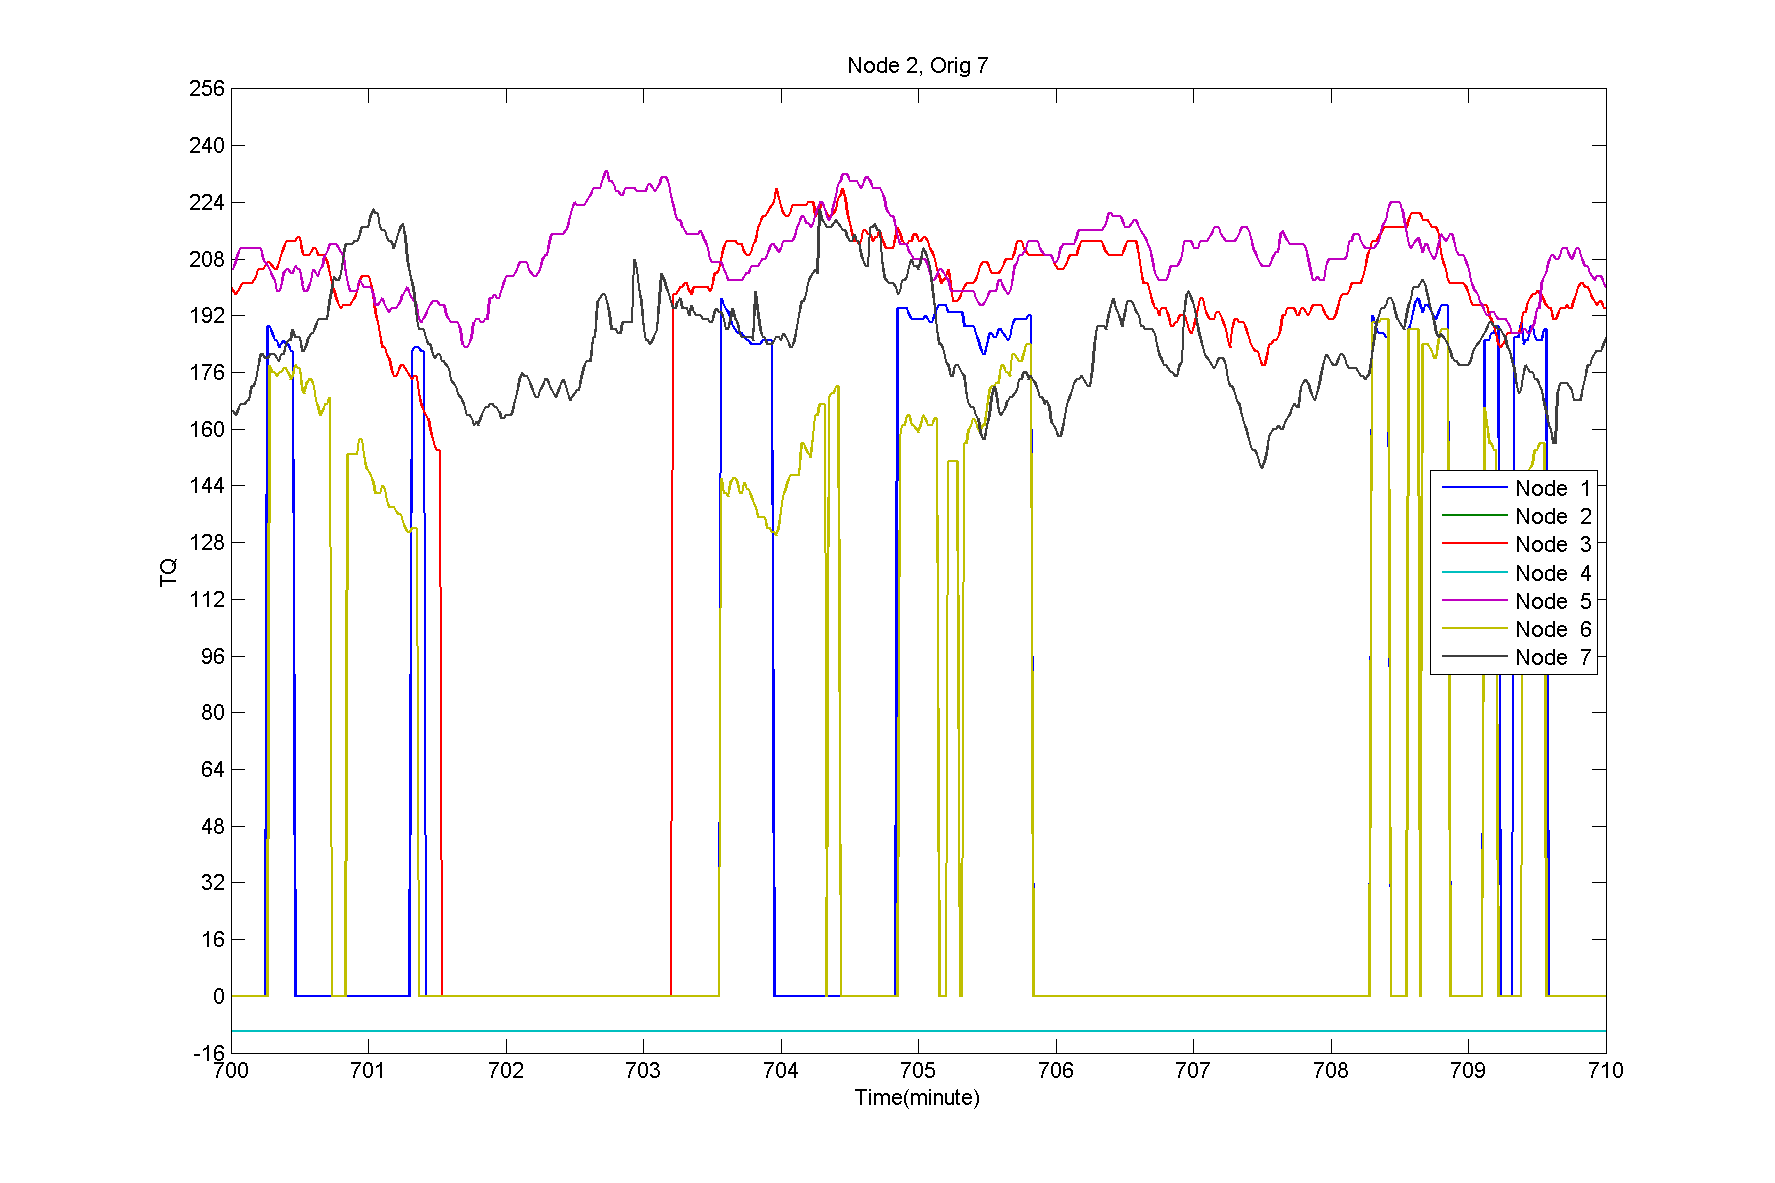 Node 2, Orig 7
256
240
224
208
192
176
160
144
128
112
96
80
64
48
32
16
0
-16
TQ
Node 1
Node 2
Node 3
Node 4
Node 5
Node 6
Node 7
700 701 702 703 704 705 706 707 708 709 710
Time(minute)